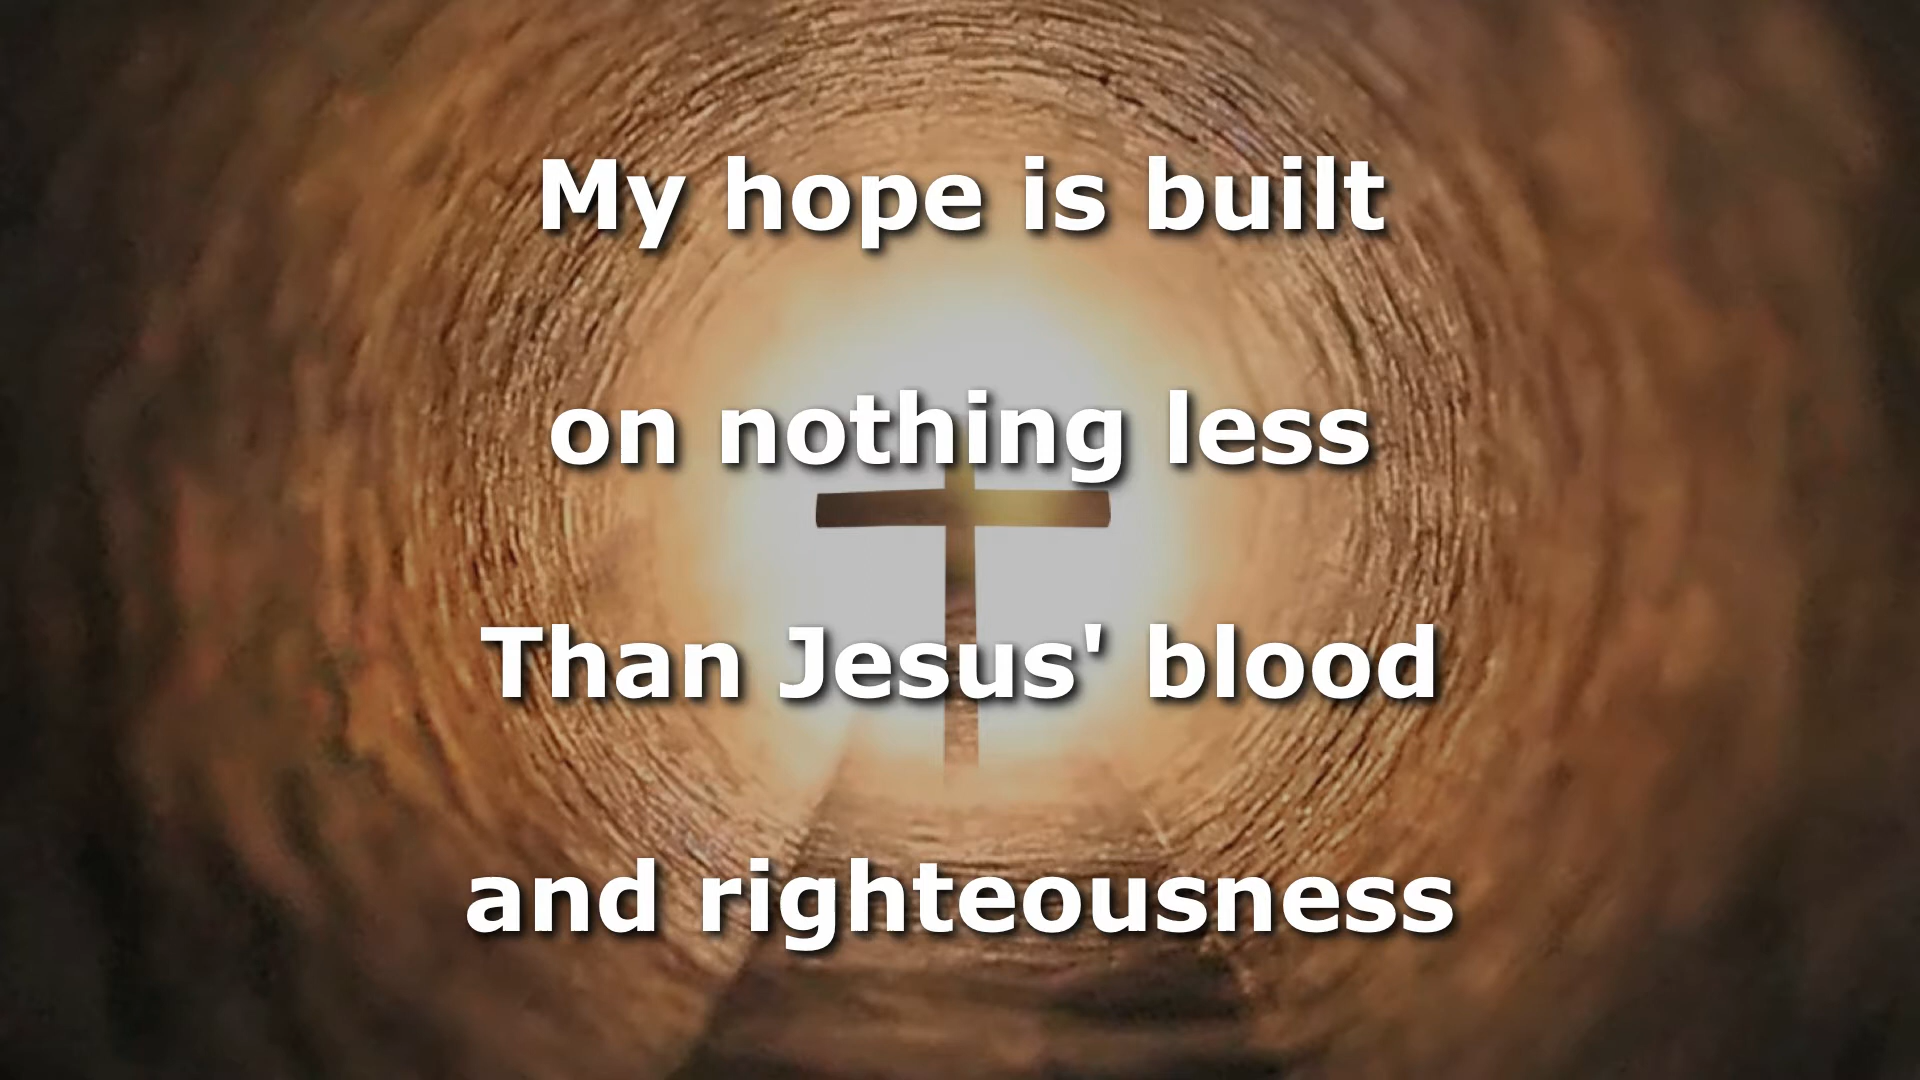 My hope is built
on nothing less
Than Jesus' blood
and righteousness